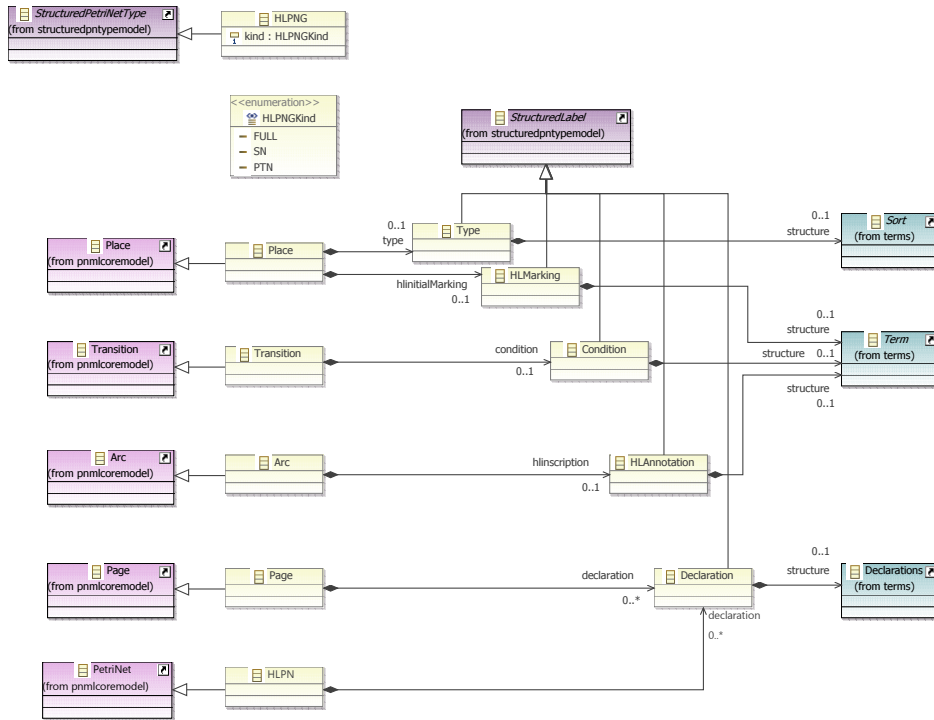 StructuredPetriNetType
(from structuredpntypemodel)
HLPNG
kind : HLPNGKind
<<enumeration>>
HLPNGKind
FULL
SN
PTN
StructuredLabel
(from structuredpntypemodel)
Place
(from pnmlcoremodel)
Place
0..1
type
Type
0..1
structure
Sort
(from terms)
hlinitialMarking
0..1
HLMarking
0..1
structure
Transition
(from pnmlcoremodel)
Transition
condition
0..1
Condition
structure
0..1
Term
(from terms)
structure
0..1
Arc
(from pnmlcoremodel)
Arc
hlinscription
0..1
HLAnnotation
Page
(from pnmlcoremodel)
Page
declaration
0..*
Declaration
0..1
structure
Declarations
(from terms)
declaration
0..*
PetriNet
(from pnmlcoremodel)
HLPN